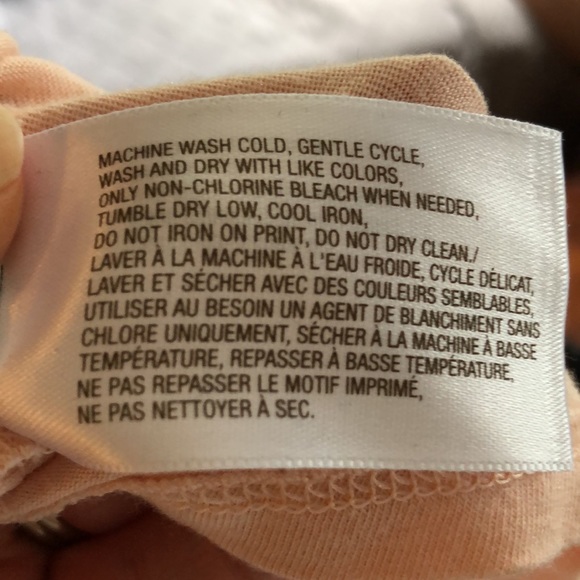 MACHINE WASH COLD, GENTLE CYCLE,
WASH AND DRY WITH LIKE COLORS,
ONLY NON-CHLORINE BLEACH WHEN NEEDED,
TUMBLE DRY LOW, COOL IRON,
DO NOT IRON ON PRINT, DO NOT DRY CLEAN./
LAVER À LA MACHINE À L'EAU FROIDE, CYCLE DÉLICAT,
LAVER ET SÉCHER AVEC DES COULEURS SEMBLABLES,
UTILISER AU BESOIN UN AGENT DE BLANCHIMENT SANS
CHLORE UNIQUEMENT, SÉCHER À LA MACHINE À BASSE
TEMPÉRATURE, REPASSER À BASSE TEMPÉRATURE,
NE PAS REPASSER LE MOTIF IMPRIMÉ,
NE PAS NETTOYER À SEC.